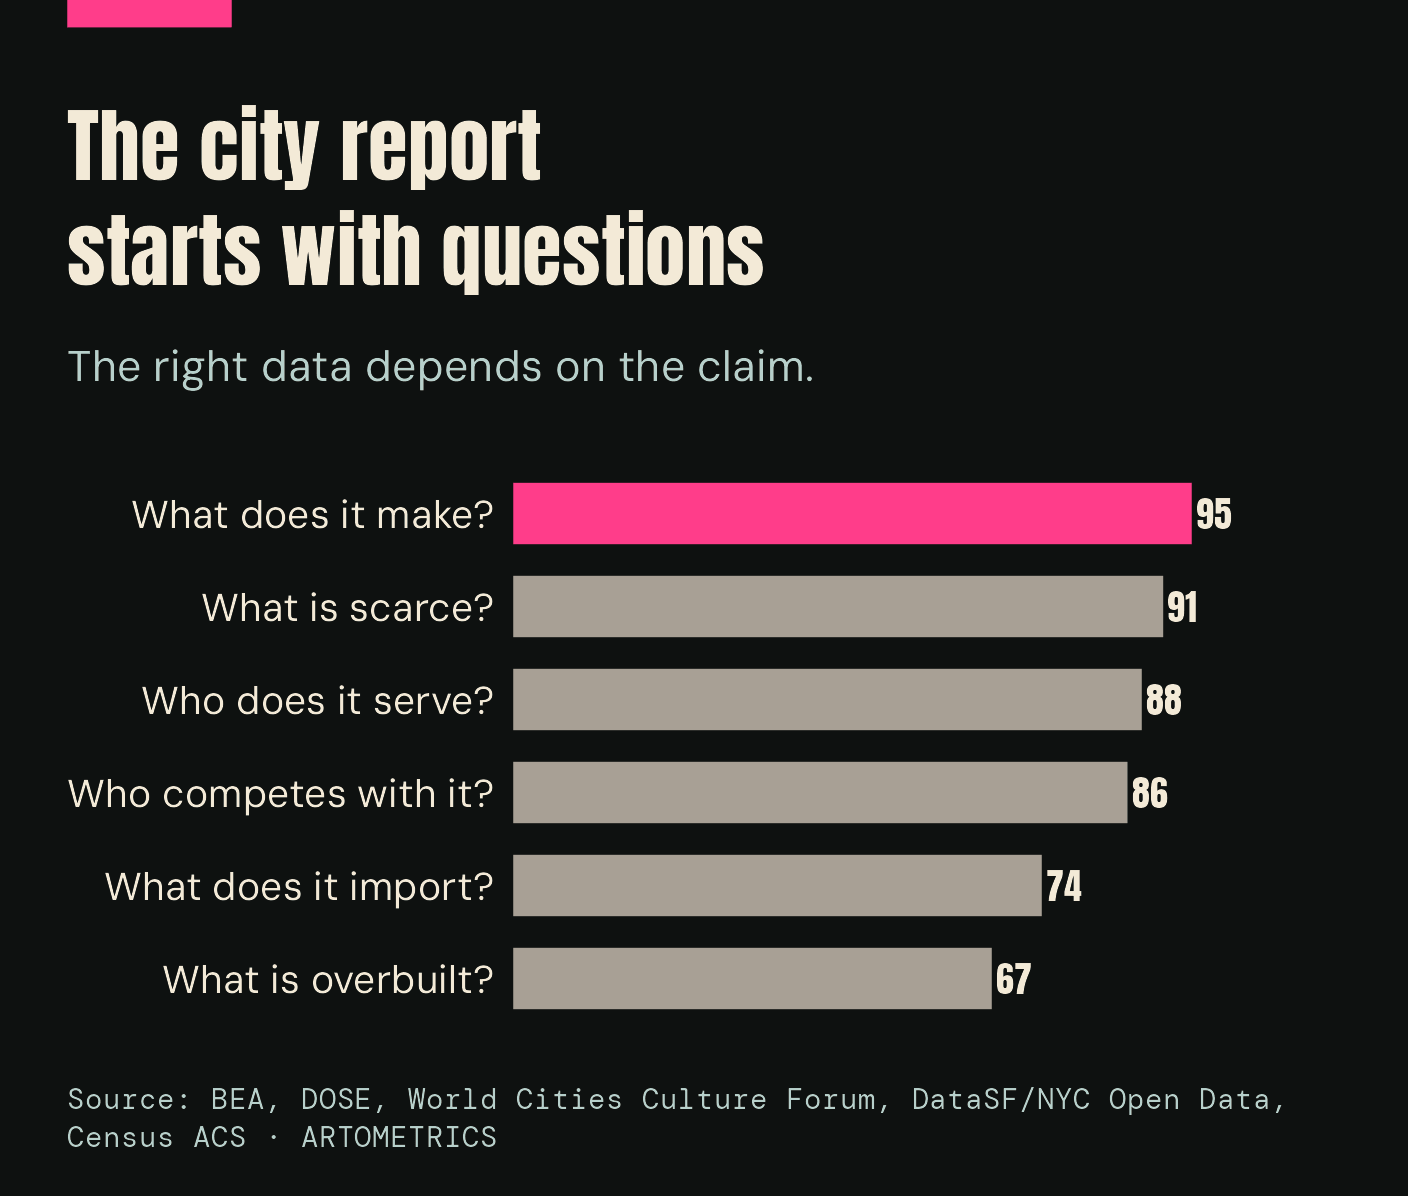 The city report
starts with questions
The right data depends on the claim.
What does it make? 95
What is scarce? 91
Who does it serve? 88
Who competes with it? 86
What does it import? 74
What is overbuilt? 67
Source: BEA, DOSE, World Cities Culture Forum, DataSF/NYC Open Data,
Census ACS · ARTOMETRICS